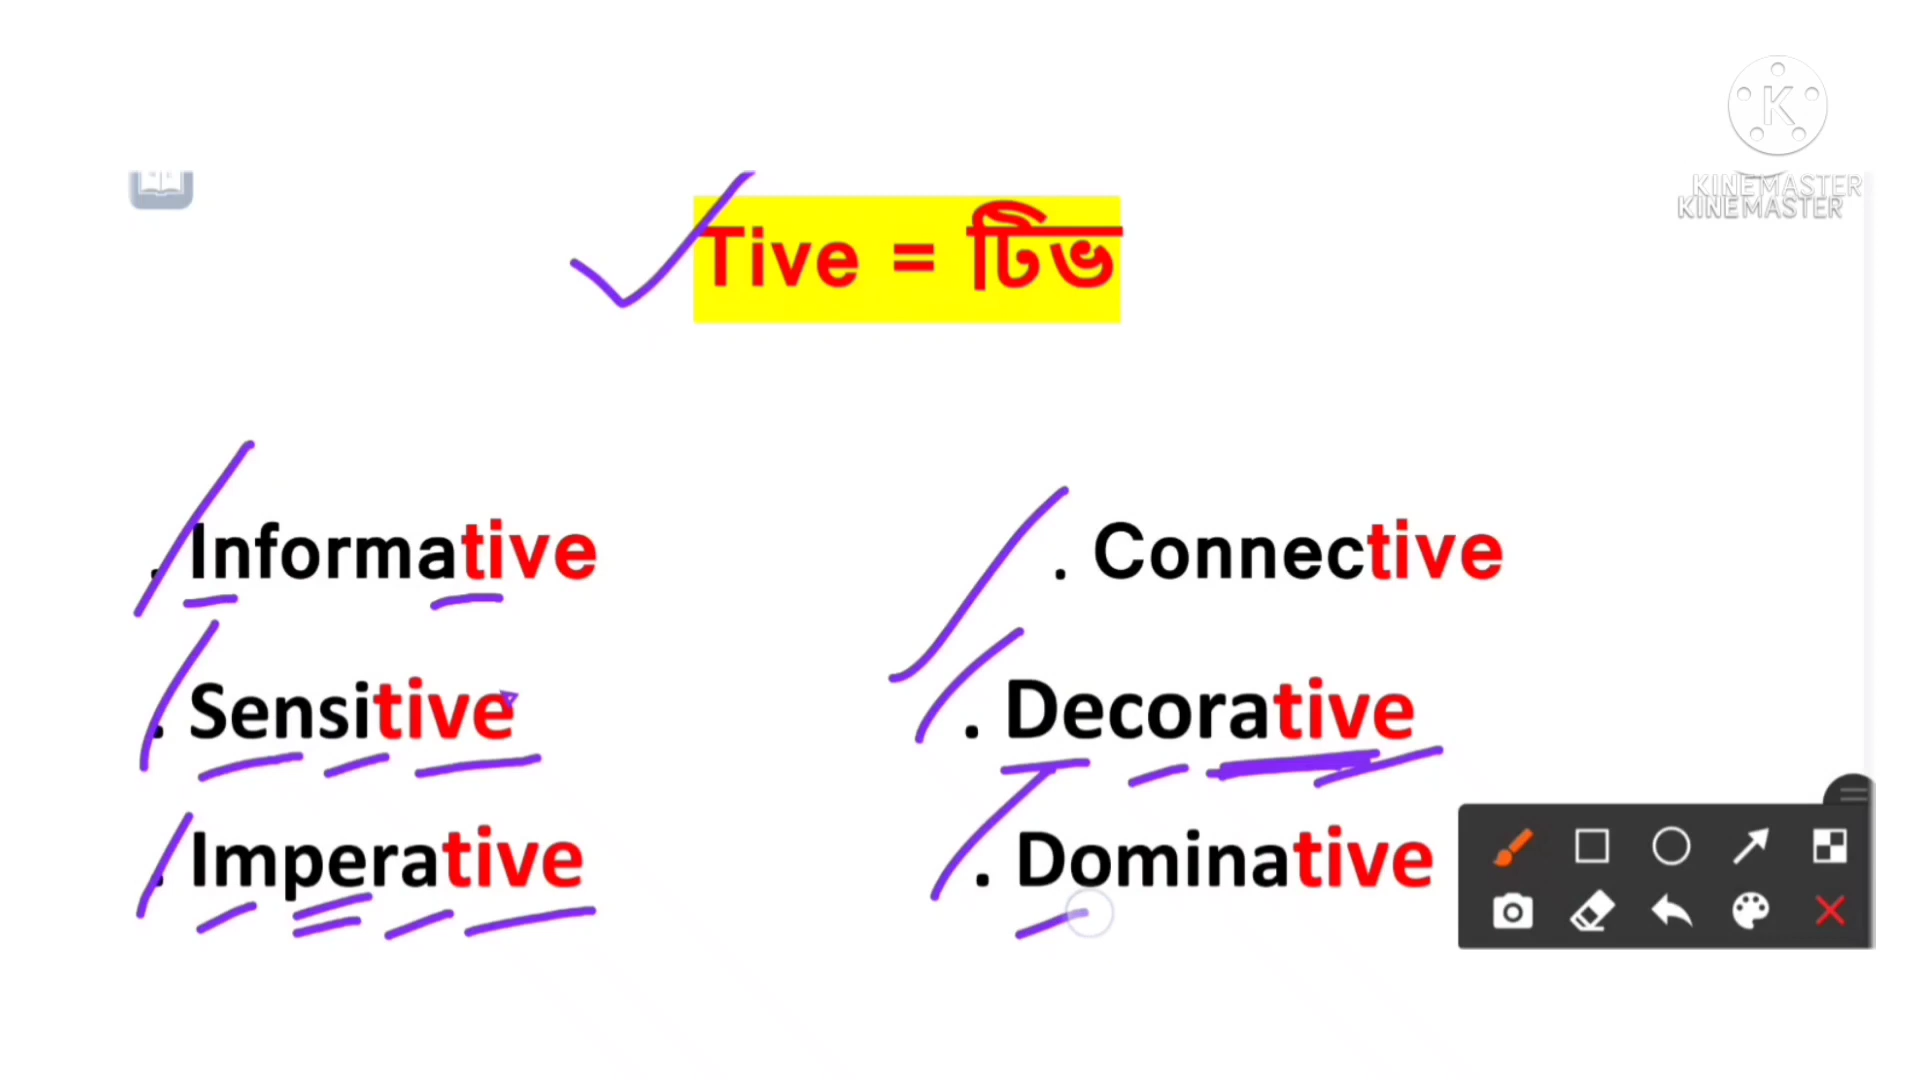 KINEMASTER
KINEMASTER
Tive = টিভ
. Informative
. Connective
. Sensitive
. Decorative
. Imperative
. Dominative